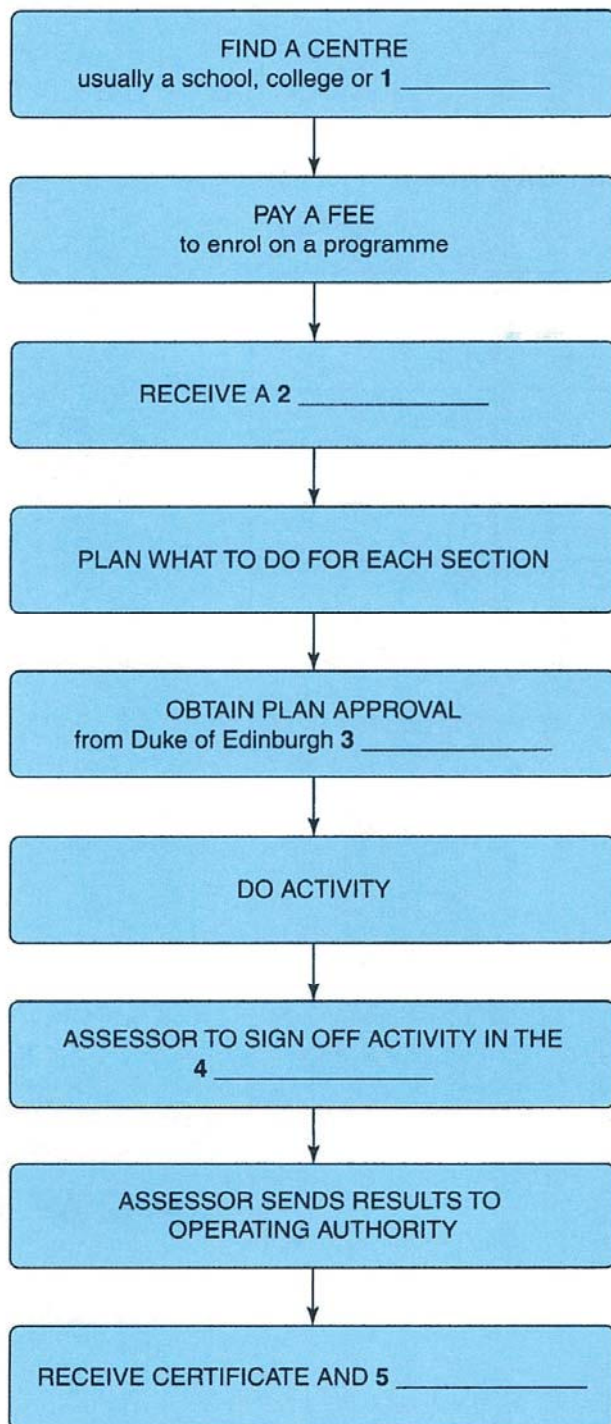 FIND A CENTRE
usually a school, college or 1 ____________
PAY A FEE
to enrol on a programme
RECEIVE A 2 ______________
PLAN WHAT TO DO FOR EACH SECTION
OBTAIN PLAN APPROVAL
from Duke of Edinburgh 3 ______________
DO ACTIVITY
ASSESSOR TO SIGN OFF ACTIVITY IN THE
4 ________________
ASSESSOR SENDS RESULTS TO
OPERATING AUTHORITY
RECEIVE CERTIFICATE AND 5 ______________